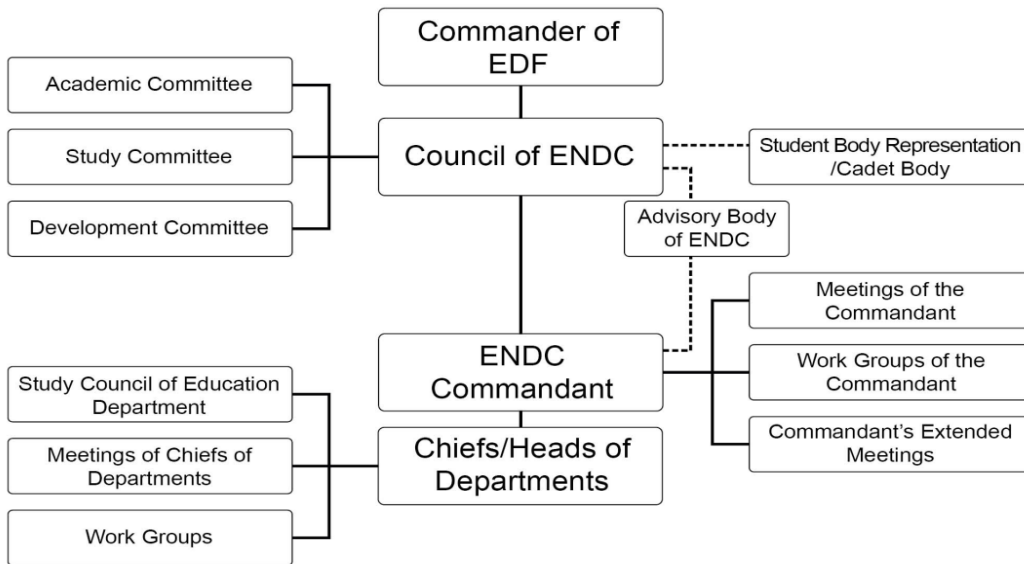 Commander of
EDF
Academic Committee
Study Committee
Development Committee
Council of ENDC
Student Body Representation
/Cadet Body
Advisory Body
of ENDC
Meetings of the
Commandant
ENDC
Commandant
Work Groups of the
Commandant
Commandant’s Extended
Meetings
Study Council of Education
Department
Meetings of Chiefs of
Departments
Work Groups
Chiefs/Heads of
Departments